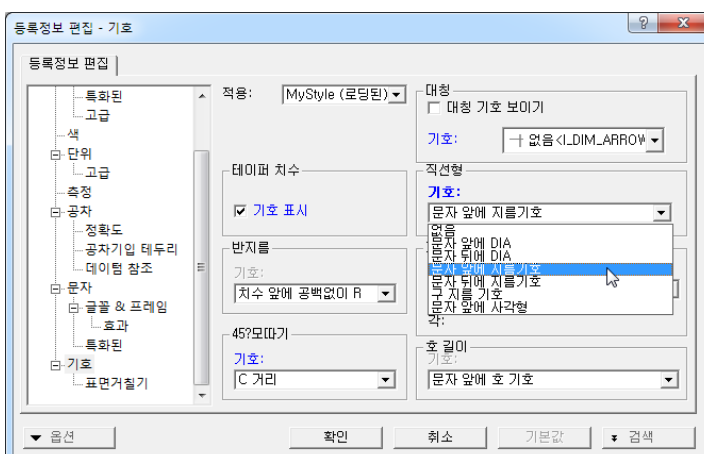 등록정보 편집 - 기호
등록정보 편집
특화된
고급
색
단위
고급
측정
공차
정확도
공차기입 테두리
데이텀 참조
문자
글꼴 & 프레임
효과
특화된
기호
표면거칠기
적용: MyStyle (로딩된)
대칭
대칭 기호 보이기
기호: 없음<I_DIM_ARROW
테이퍼 치수
기호 표시
직선형
기호:
문자 앞에 지름기호
없음
문자 앞에 DIA
문자 뒤에 DIA
문자 앞에 지름기호
문자 뒤에 지름기호
구 지름 기호
문자 앞에 사각형
각:
반지름
기호:
치수 앞에 공백없이 R
45?모따기
기호:
C 거리
호 길이
기호:
문자 앞에 호 기호
옵션
확인
취소
기본값
검색